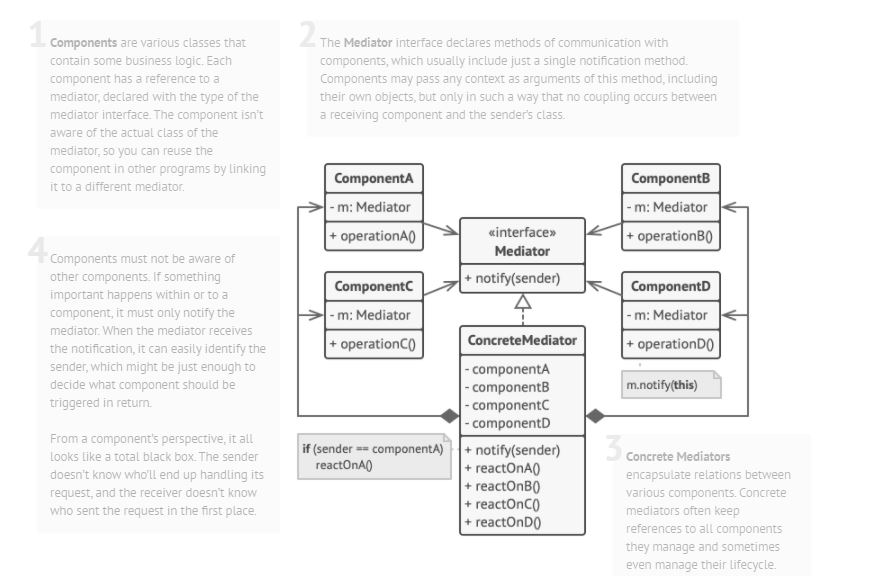 1
Components are various classes that
contain some business logic. Each
component has a reference to a
mediator, declared with the type of the
mediator interface. The component isn't
aware of the actual class of the
mediator, so you can reuse the
component in other programs by linking
it to a different mediator.
2
The Mediator interface declares methods of communication with
components, which usually include just a single notification method.
Components may pass any context as arguments of this method, including
their own objects, but only in such a way that no coupling occurs between
a receiving component and the sender's class.
4
Components must not be aware of
other components. If something
important happens within or to a
component, it must only notify the
mediator. When the mediator receives
the notification, it can easily identify the
sender, which might be just enough to
decide what component should be
triggered in return.
From a component's perspective, it all
looks like a total black box. The sender
doesn't know who'll end up handling its
request, and the receiver doesn't know
who sent the request in the first place.
ComponentA
- m: Mediator
+ operationA()
ComponentB
- m: Mediator
+ operationB()
«interface»
Mediator
+ notify(sender)
ComponentC
- m: Mediator
+ operationC()
ComponentD
- m: Mediator
+ operationD()
m.notify(this)
ConcreteMediator
- componentA
- componentB
- componentC
- componentD
+ notify(sender)
+ reactOnA()
+ reactOnB()
+ reactOnC()
+ reactOnD()
if (sender == componentA)
reactOnA()
3
Concrete Mediators
encapsulate relations between
various components. Concrete
mediators often keep
references to all components
they manage and sometimes
even manage their lifecycle.